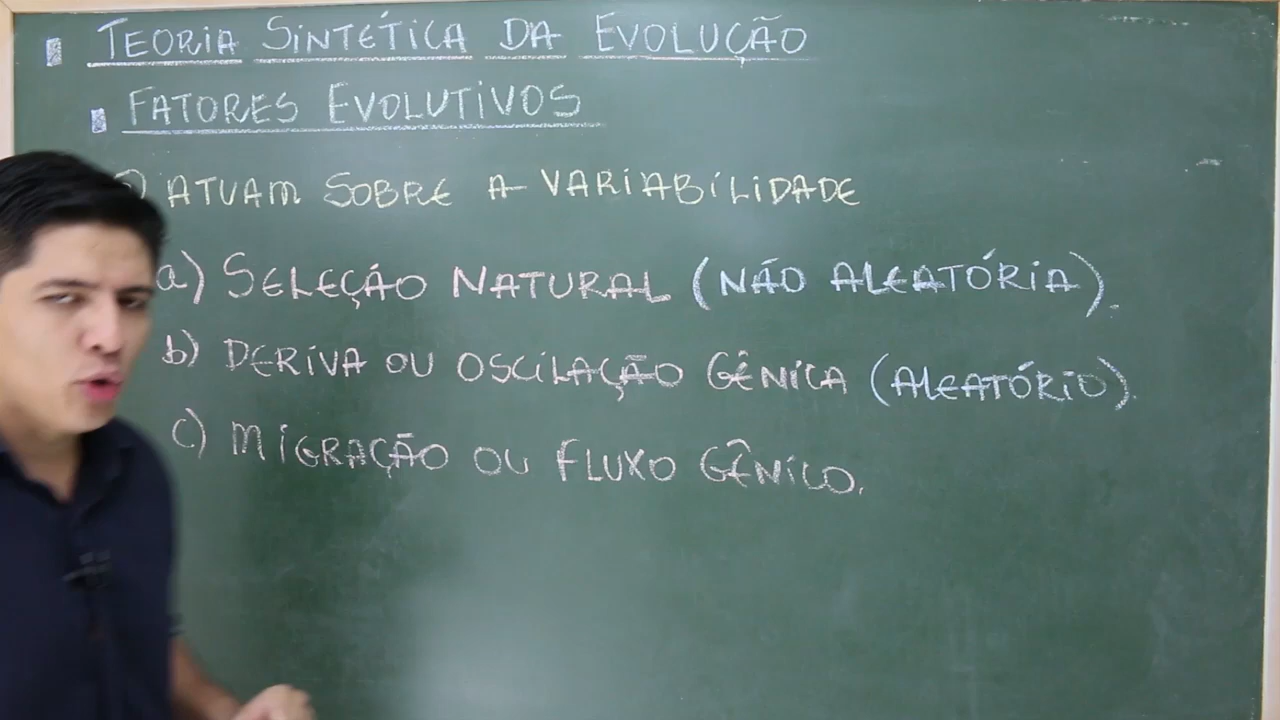 TEORIA SINTÉTICA DA EVOLUÇÃO
FATORES EVOLUTIVOS
ATUAM SOBRE A VARIABILIDADE
a) SELEÇÃO NATURAL (NÃO ALEATÓRIA).
b) DERIVA OU OSCILAÇÃO GÊNICA (ALEATÓRIO).
c) MIGRAÇÃO OU FLUXO GÊNICO.